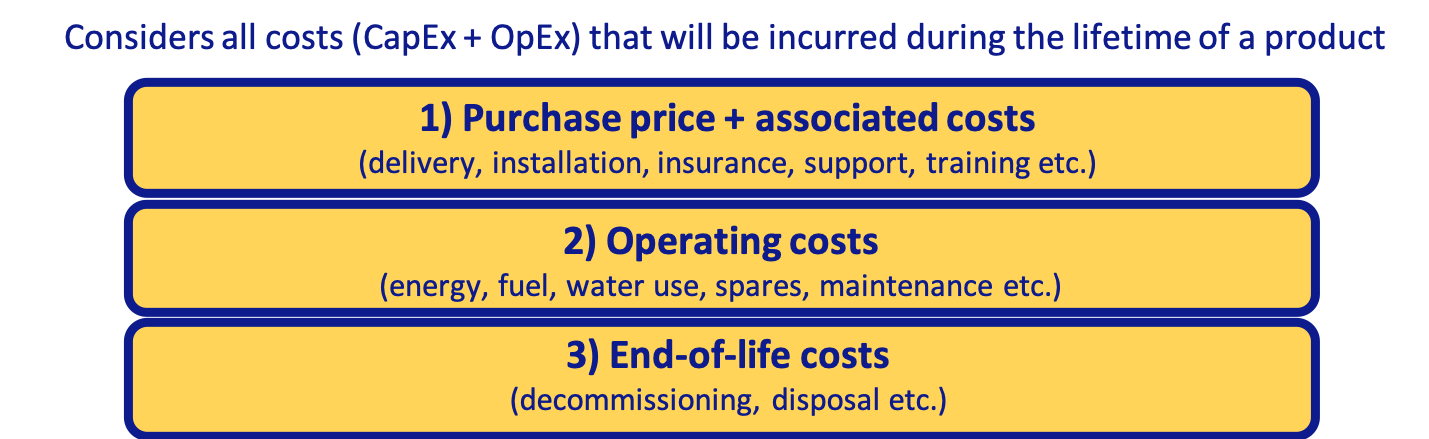 Considers all costs (CapEx + OpEx) that will be incurred during the lifetime of a product
1) Purchase price + associated costs
(delivery, installation, insurance, support, training etc.)
2) Operating costs
(energy, fuel, water use, spares, maintenance etc.)
3) End-of-life costs
(decommissioning, disposal etc.)